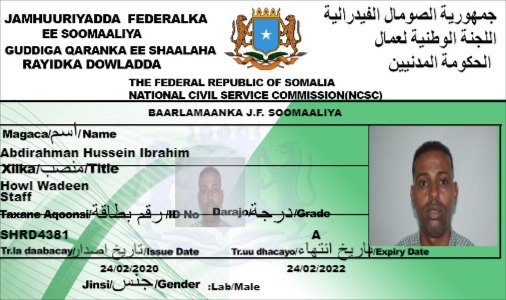 JAMHUURIYADDA FEDERALKA
EE SOOMAALIYA
GUDDIGA QARANKA EE SHAALAHA
RAYIDKA DOWLADDA
جمهورية الصومال الفيدرالية
اللجنة الوطنية لعمال
الحكومة المدنيين
THE FEDERAL REPUBLIC OF SOMALIA
NATIONAL CIVIL SERVICE COMMISSION(NCSC)
BAARLAMAANKA J.F. SOOMAALIYA
Magaca/أسم/Name
Abdirahman Hussein Ibrahim
Xilka/منصب/Title
Howl Wadeen
Staff
Taxane Aqoonsi/رقم بطاقة/ID No Darajo/درجة/Grade
SHRD4381 A
Tr.la daabacay/تاريخ إصدار/Issue Date Tr.uu dhacayo/تاريخ انتهاء/Expiry Date
24/02/2020 24/02/2022
Jinsi/جنس/Gender :Lab/Male